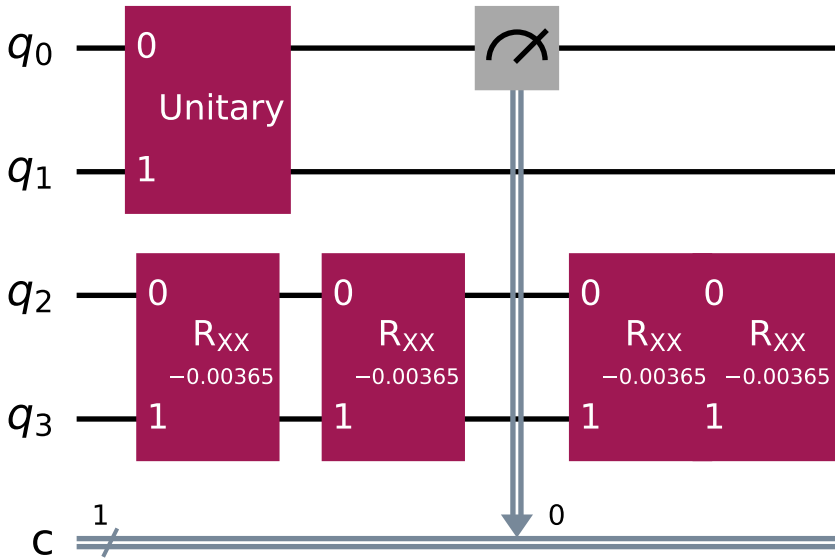 q0
0
Unitary
q1
1
q2
0 0 0 0
RXX RXX RXX RXX
−0.00365 −0.00365 −0.00365 −0.00365
q3
1 1 1 1
1 0
c